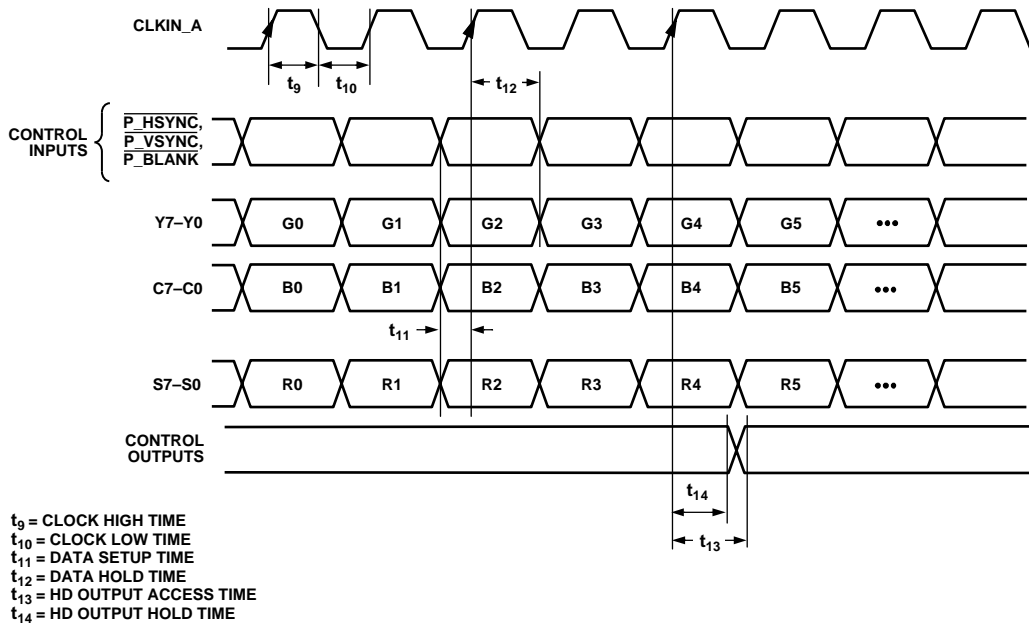 CLKIN_A
t9
t10
t12
CONTROL
INPUTS
P_HSYNC,
P_VSYNC,
P_BLANK
Y7–Y0
G0 G1 G2 G3 G4 G5 •••
C7–C0
B0 B1 B2 B3 B4 B5 •••
t11
S7–S0
R0 R1 R2 R3 R4 R5 •••
CONTROL
OUTPUTS
t14
t13
t9 = CLOCK HIGH TIME
t10 = CLOCK LOW TIME
t11 = DATA SETUP TIME
t12 = DATA HOLD TIME
t13 = HD OUTPUT ACCESS TIME
t14 = HD OUTPUT HOLD TIME